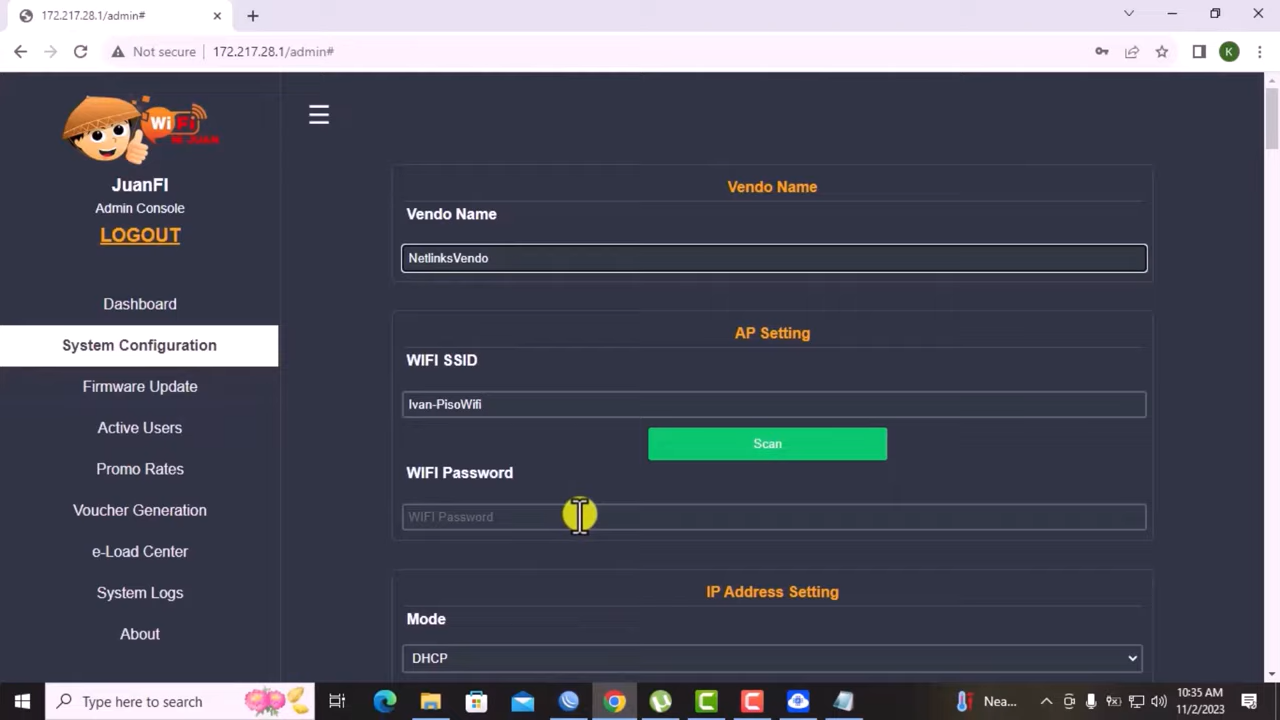 172.217.28.1/admin#
Not secure
172.217.28.1/admin#
K
WiFi
JuanFI
Admin Console
LOGOUT
Dashboard
System Configuration
Firmware Update
Active Users
Promo Rates
Voucher Generation
e-Load Center
System Logs
About
Vendo Name
Vendo Name
NetlinksVendo
AP Setting
WIFI SSID
Ivan-PisoWifi
Scan
WIFI Password
WIFI Password
IP Address Setting
Mode
DHCP
Type here to search
Nea...
10:35 AM
11/2/2023